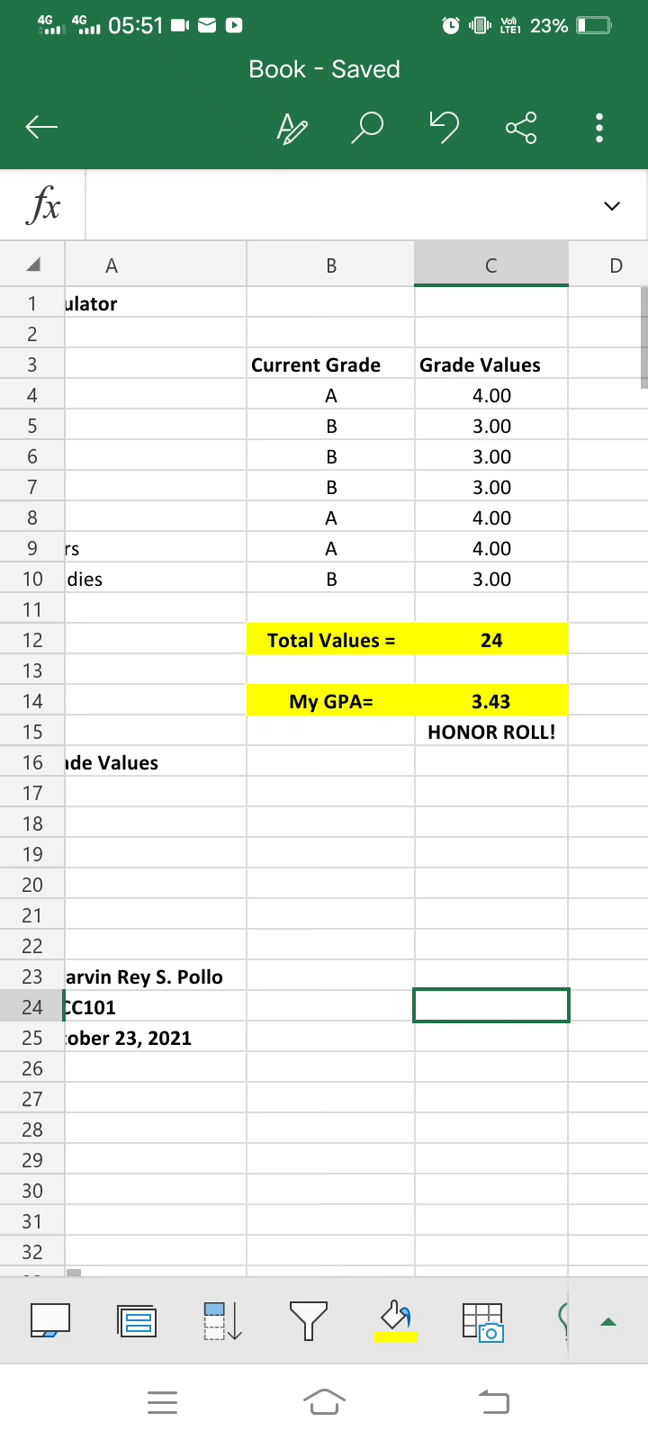 4G 4G 05:51 VoD LTE1 23%
Book - Saved
fx
A B C D
1 ulator
2
3 Current Grade Grade Values
4 A 4.00
5 B 3.00
6 B 3.00
7 B 3.00
8 A 4.00
9 rs A 4.00
10 dies B 3.00
11
12 Total Values = 24
13
14 My GPA= 3.43
15 HONOR ROLL!
16 ade Values
17
18
19
20
21
22
23 arvin Rey S. Pollo
24 CC101
25 tober 23, 2021
26
27
28
29
30
31
32